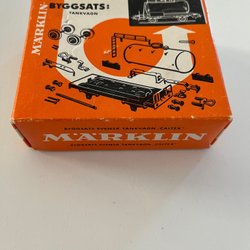 BYGGSATS:
TANKVAGN
MÄRKLIN
BYGGSATS SVENSK TANKVAGN „CALTEX"
MÄRKLIN
BYGGSATS SVENSK TANKVAGN „CALTEX"